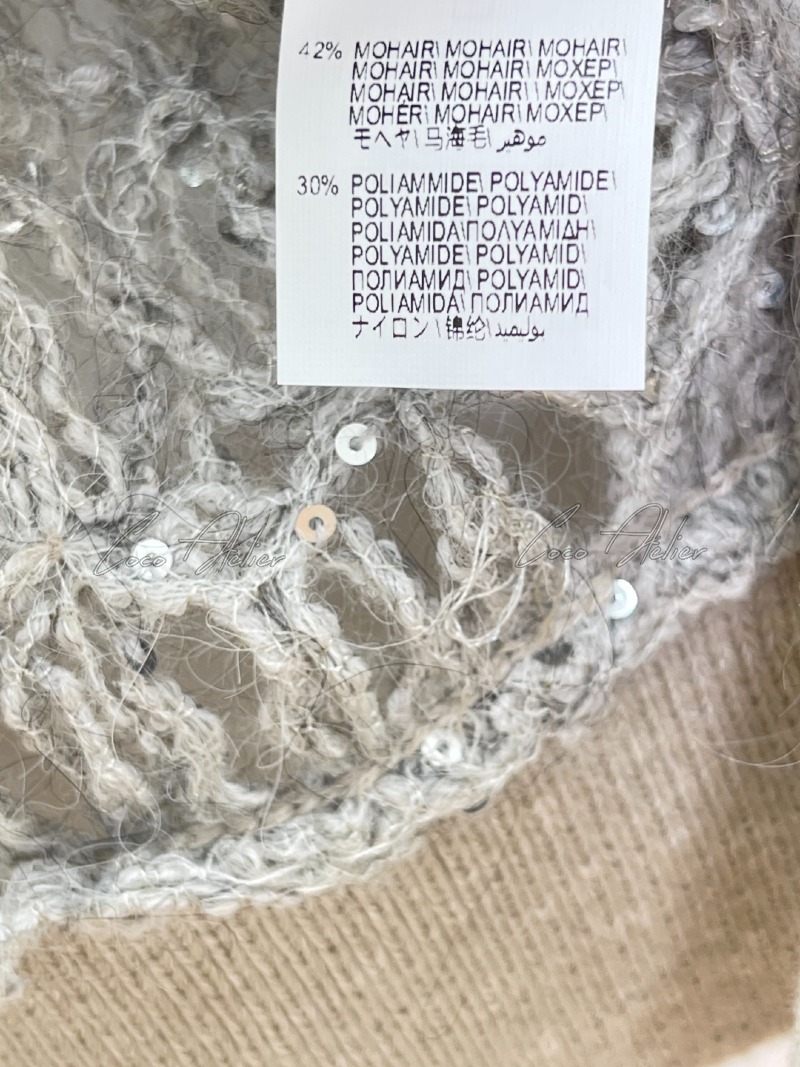 42% MOHAIR\ MOHAIR\ MOHAIR\
MOHAIR\ MOHAIR\ MOXEP\
MOHAIR\ MOHAIR\ \ MOXEP\
MOHÉR\ MOHAIR\ MOXEP\
モヘヤ\ 马海毛\ موهير
30% POLIAMMIDE\ POLYAMIDE\
POLYAMIDE\ POLYAMID\
POLIAMIDA\ΠΟΛΥΑΜΙΔΗ\
POLYAMIDE\ POLYAMID\
ПОЛИАМИД\ POLYAMID\
POLIAMIDA\ ПОЛИАМИД
ナイロン\ 锦纶\بوليميد
Coco Atelier Coco Atelier